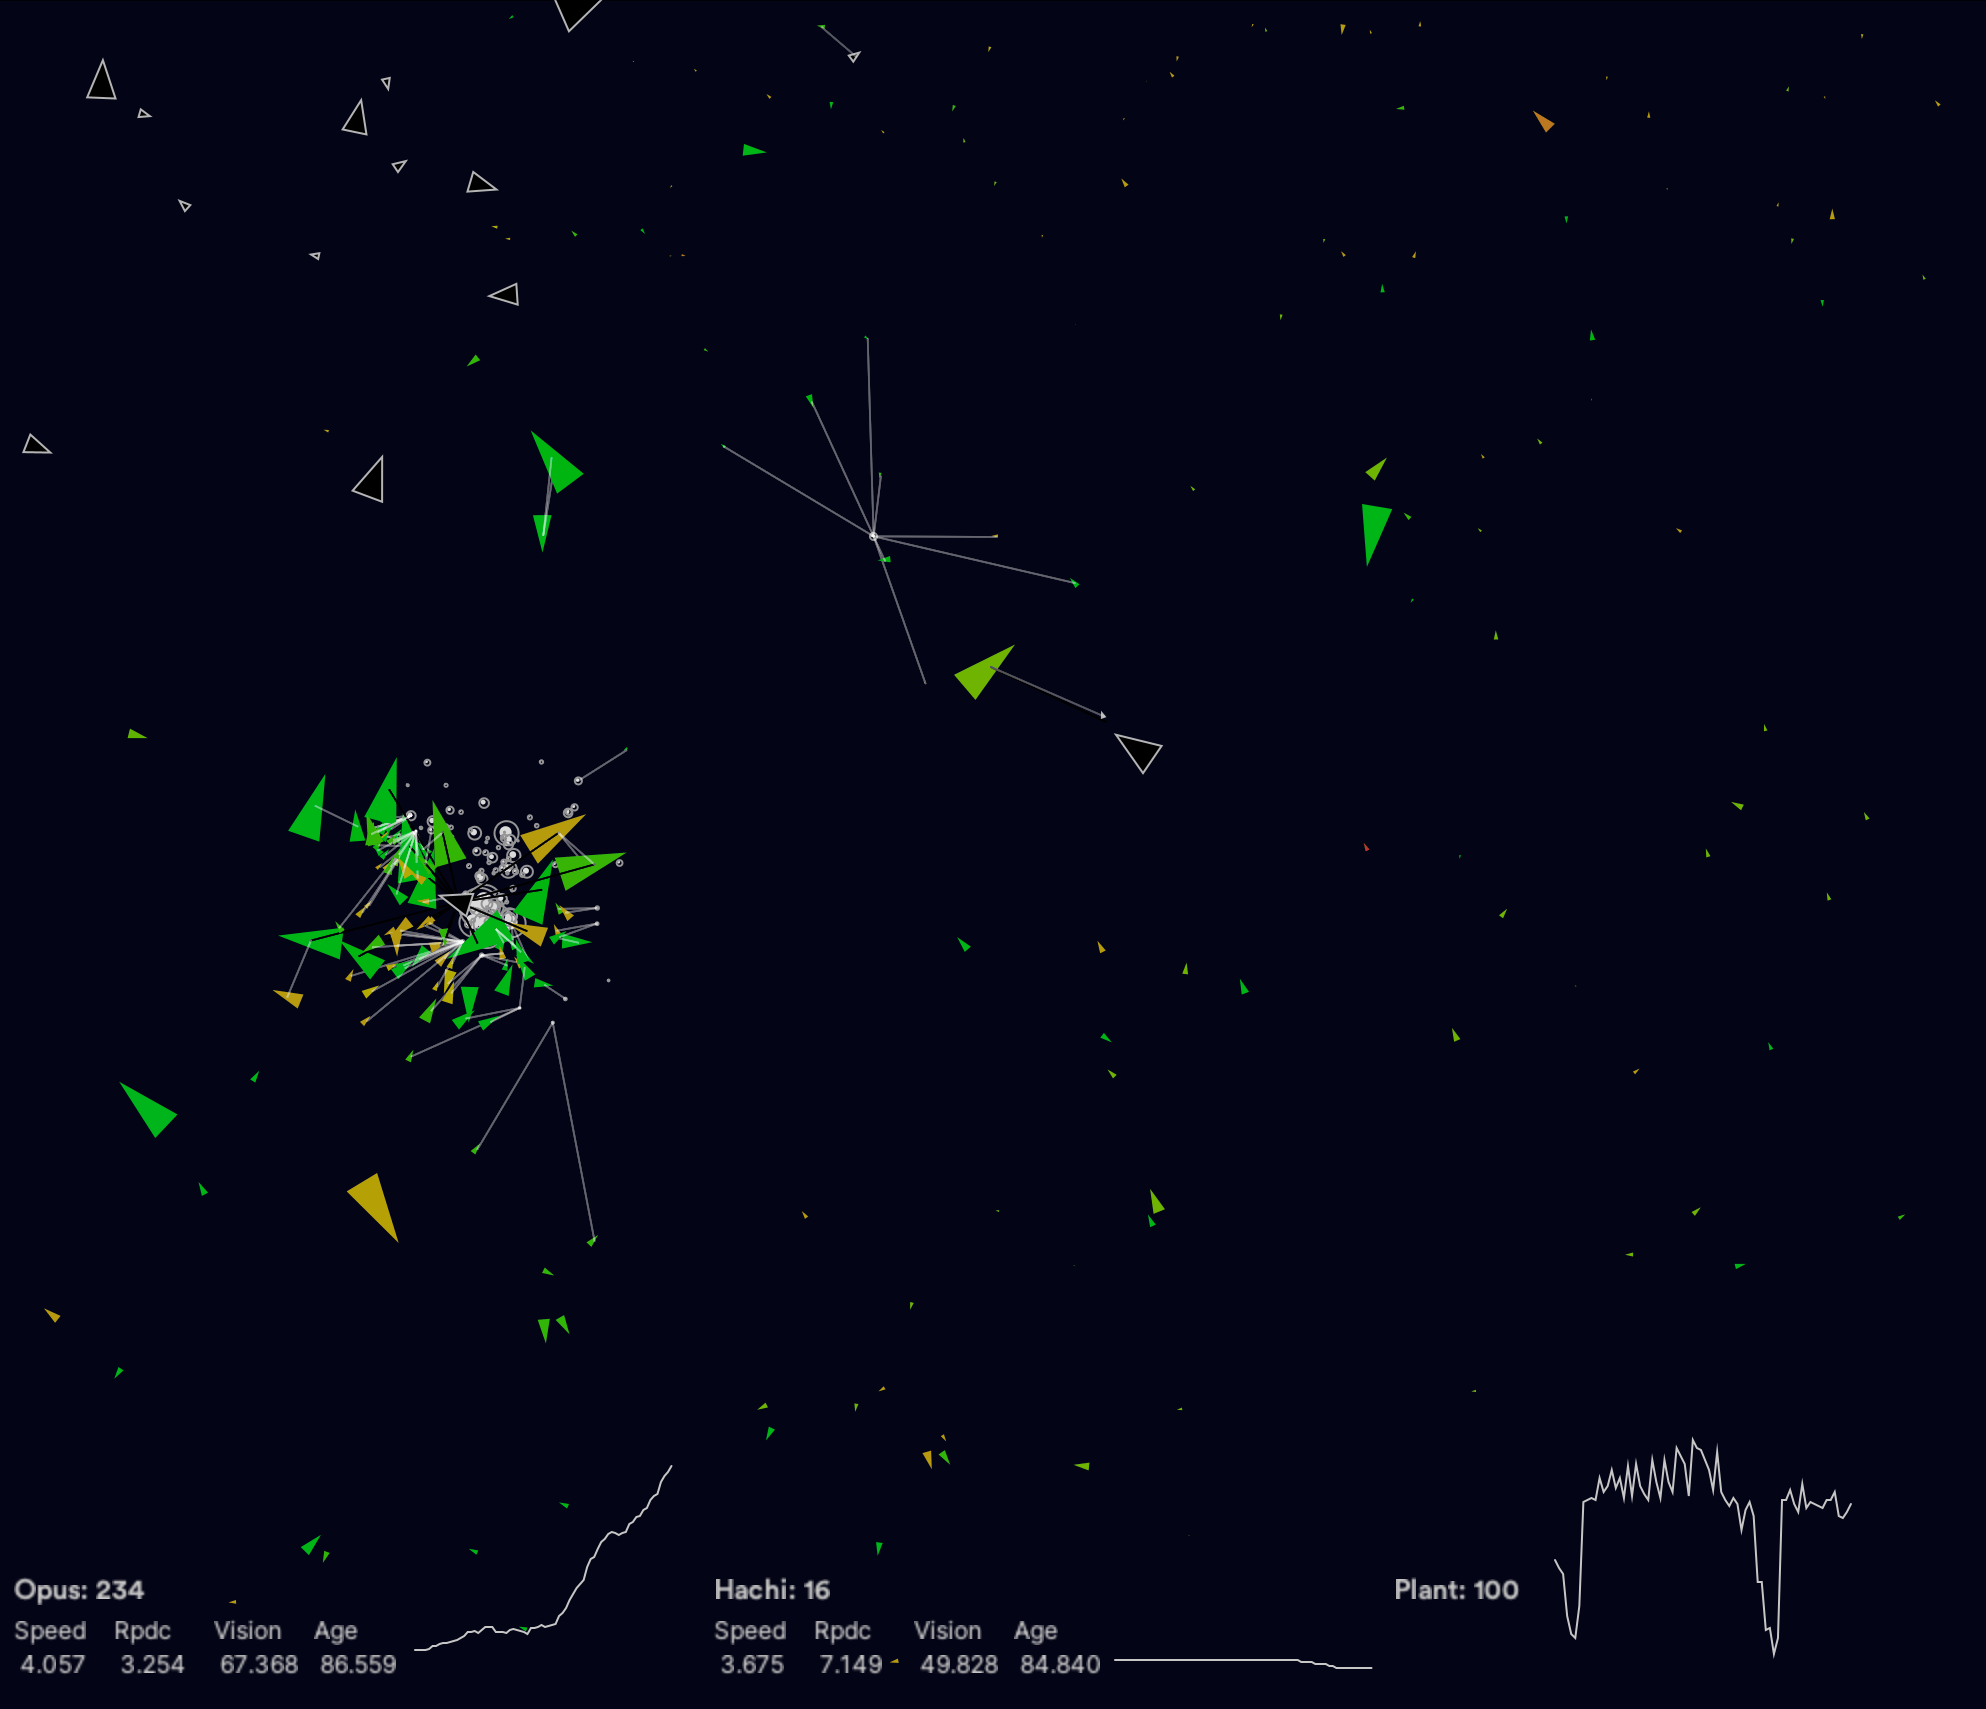 Opus: 234
Speed Rpdc Vision Age
4.057 3.254 67.368 86.559
Hachi: 16
Speed Rpdc Vision Age
3.675 7.149 49.828 84.840
Plant: 100